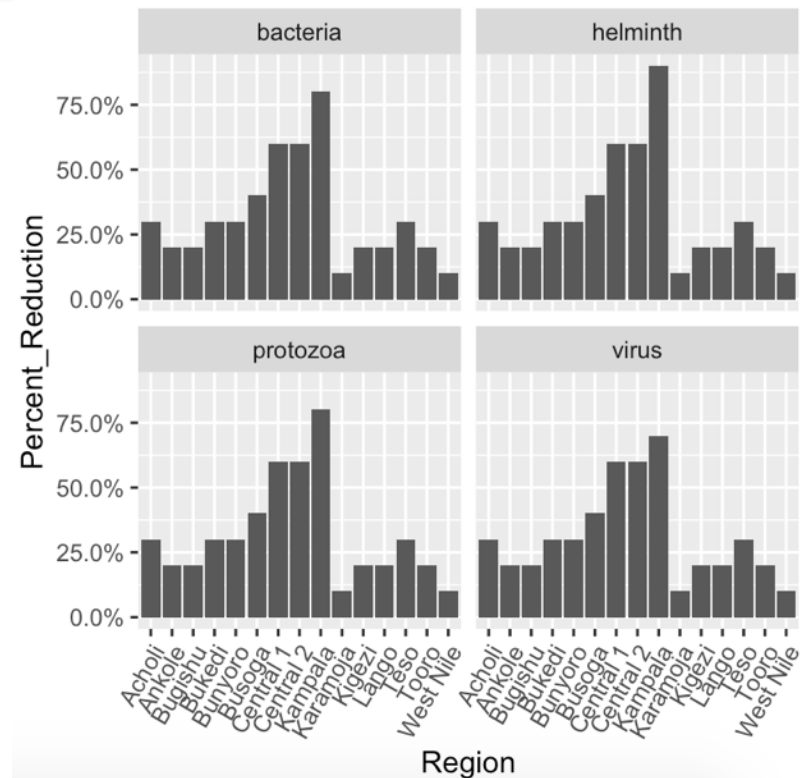 bacteria
helminth
75.0%
50.0%
25.0%
0.0%
protozoa
virus
75.0%
50.0%
25.0%
0.0%
Percent_Reduction
Acholi
Ankole
Bugishu
Bukedi
Bunyoro
Busoga
Central 1
Central 2
Kampala
Karamoja
Kigezi
Lango
Teso
Tooro
West Nile
Acholi
Ankole
Bugishu
Bukedi
Bunyoro
Busoga
Central 1
Central 2
Kampala
Karamoja
Kigezi
Lango
Teso
Tooro
West Nile
Region